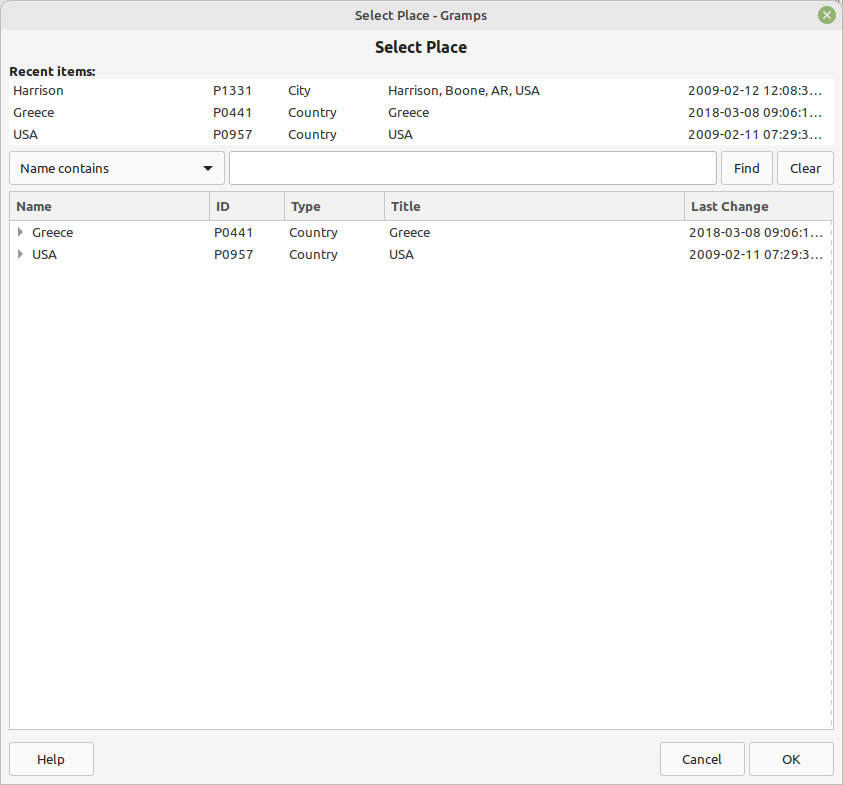 Select Place - Gramps
Select Place
Recent items:
Harrison P1331 City Harrison, Boone, AR, USA 2009-02-12 12:08:3...
Greece P0441 Country Greece 2018-03-08 09:06:1...
USA P0957 Country USA 2009-02-11 07:29:3...
Name contains Find Clear
Name ID Type Title Last Change
Greece P0441 Country Greece 2018-03-08 09:06:1...
USA P0957 Country USA 2009-02-11 07:29:3...
Help Cancel OK